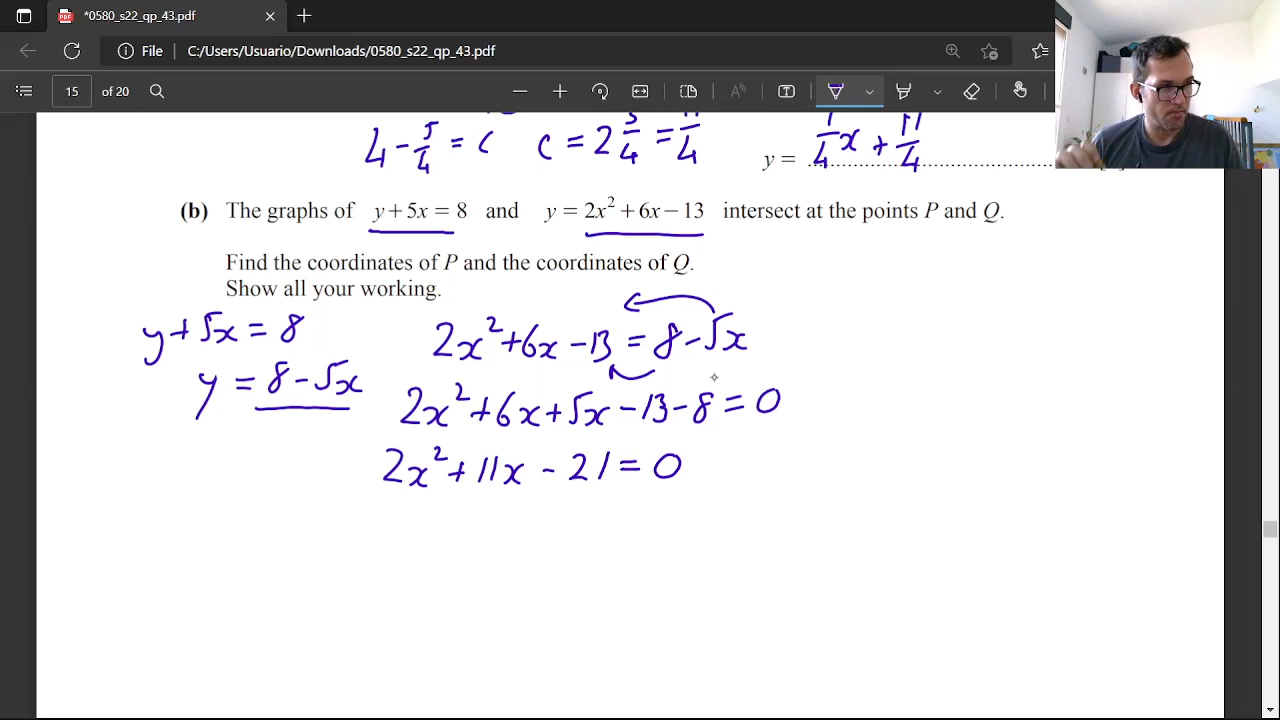 *0580_s22_qp_43.pdf
File C:/Users/Usuario/Downloads/0580_s22_qp_43.pdf
15 of 20
4 - 5/4 = c c = 2 3/4 = 11/4 y = 1/4 x + 11/4
(b) The graphs of y + 5x = 8 and y = 2x² + 6x − 13 intersect at the points P and Q.
Find the coordinates of P and the coordinates of Q.
Show all your working.
y + 5x = 8
y = 8 - 5x
2x² + 6x - 13 = 8 - 5x
2x² + 6x + 5x - 13 - 8 = 0
2x² + 11x - 21 = 0